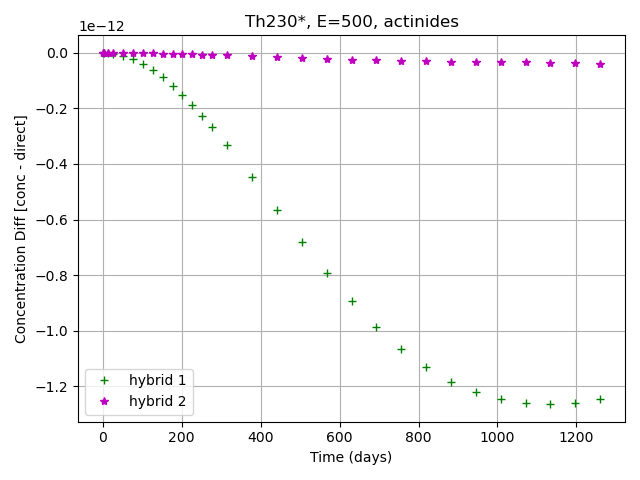 Th230*, E=500, actinides
1e−12
0.0
−0.2
−0.4
−0.6
−0.8
−1.0
−1.2
Concentration Diff [conc - direct]
hybrid 1
hybrid 2
0 200 400 600 800 1000 1200
Time (days)